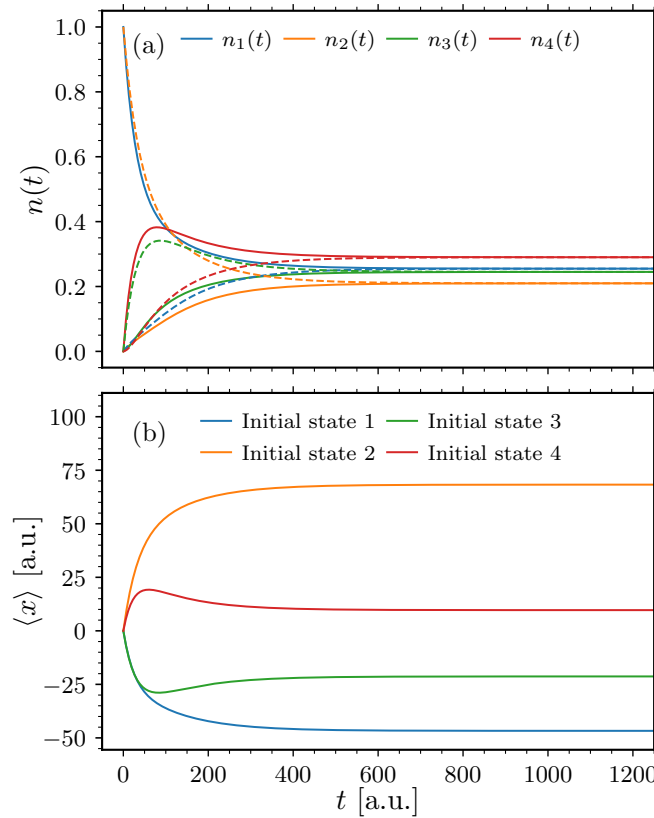 (a)
n₁(t) n₂(t) n₃(t) n₄(t)
n(t)
1.0
0.8
0.6
0.4
0.2
0.0
(b)
Initial state 1 Initial state 3
Initial state 2 Initial state 4
⟨x⟩ [a.u.]
100
75
50
25
0
−25
−50
0 200 400 600 800 1000 1200
t [a.u.]